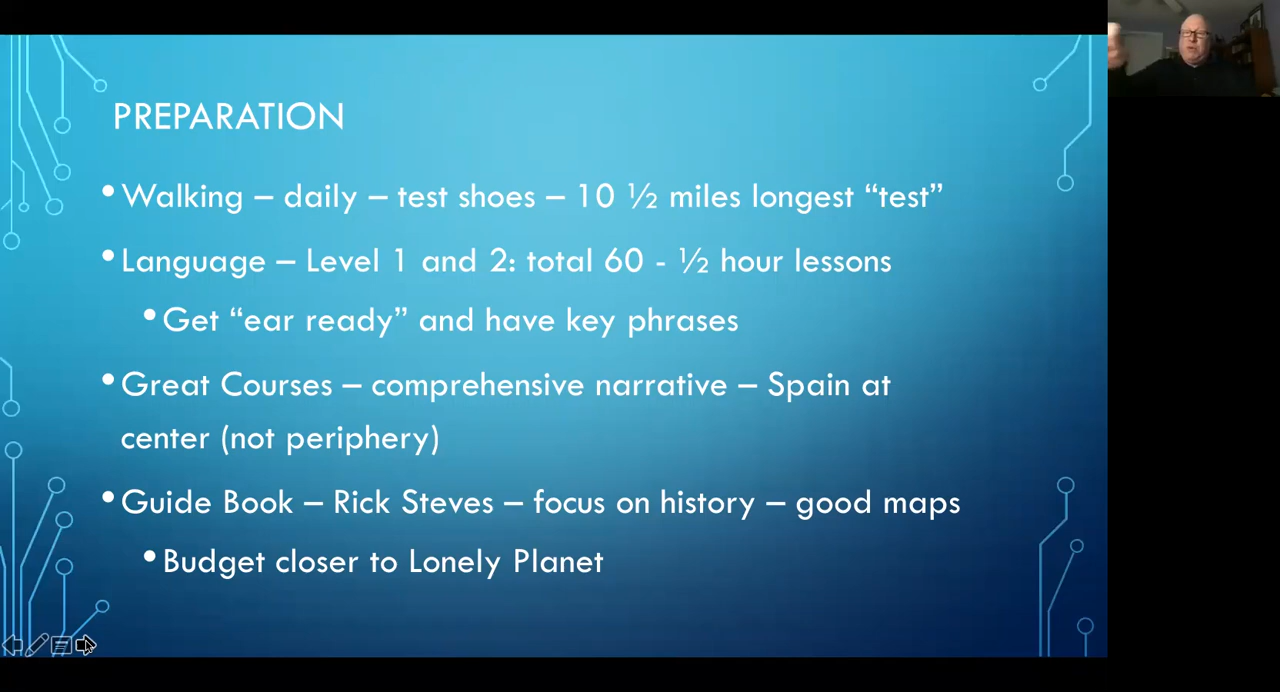 PREPARATION
•Walking – daily – test shoes – 10 ½ miles longest “test”
•Language – Level 1 and 2: total 60 - ½ hour lessons
•Get “ear ready” and have key phrases
•Great Courses – comprehensive narrative – Spain at
center (not periphery)
•Guide Book – Rick Steves – focus on history – good maps
•Budget closer to Lonely Planet